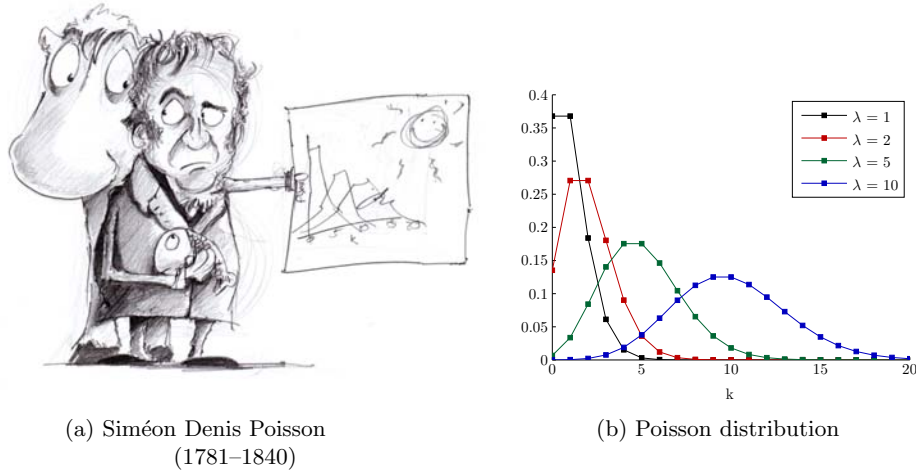 0.4
0.35
0.3
0.25
0.2
0.15
0.1
0.05
0
λ = 1
λ = 2
λ = 5
λ = 10
0 5 10 15 20
k
k
(a) Siméon Denis Poisson
(1781–1840)
(b) Poisson distribution